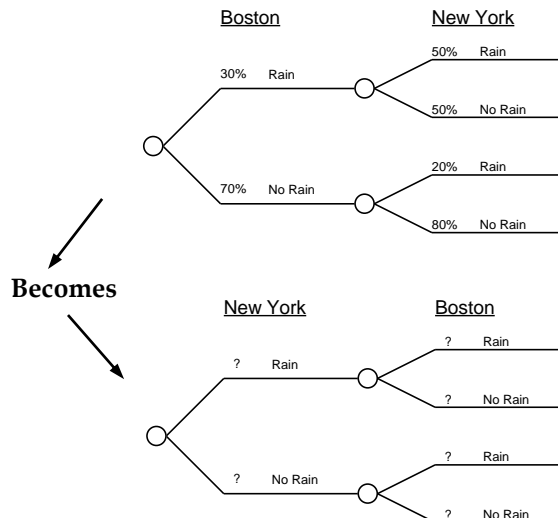 Boston New York
50% Rain
30% Rain
50% No Rain
20% Rain
70% No Rain
80% No Rain
Becomes
New York Boston
? Rain
? Rain
? No Rain
? Rain
? No Rain
? No Rain